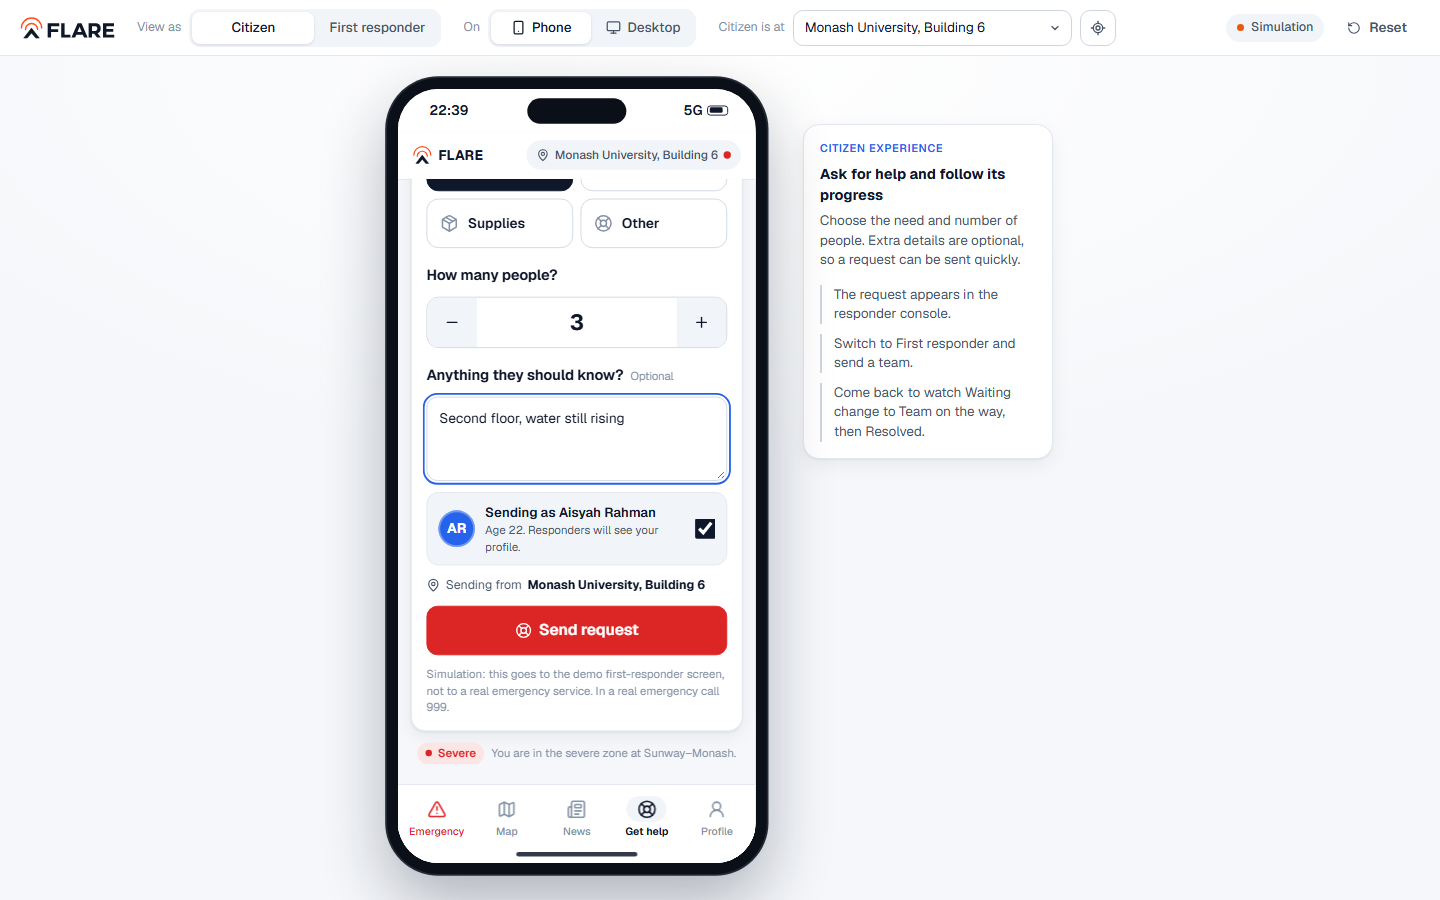 FLARE
View as
Citizen
First responder
On
Phone
Desktop
Citizen is at
Monash University, Building 6
Simulation
Reset
22:39
5G
FLARE
Monash University, Building 6
Supplies
Other
How many people?
− 3 +
Anything they should know? Optional
Second floor, water still rising
AR
Sending as Aisyah Rahman
Age 22. Responders will see your
profile.
Sending from Monash University, Building 6
Send request
Simulation: this goes to the demo first-responder screen,
not to a real emergency service. In a real emergency call
999.
Severe
You are in the severe zone at Sunway–Monash.
Emergency
Map
News
Get help
Profile
CITIZEN EXPERIENCE
Ask for help and follow its
progress
Choose the need and number of
people. Extra details are optional,
so a request can be sent quickly.
The request appears in the
responder console.
Switch to First responder and
send a team.
Come back to watch Waiting
change to Team on the way,
then Resolved.